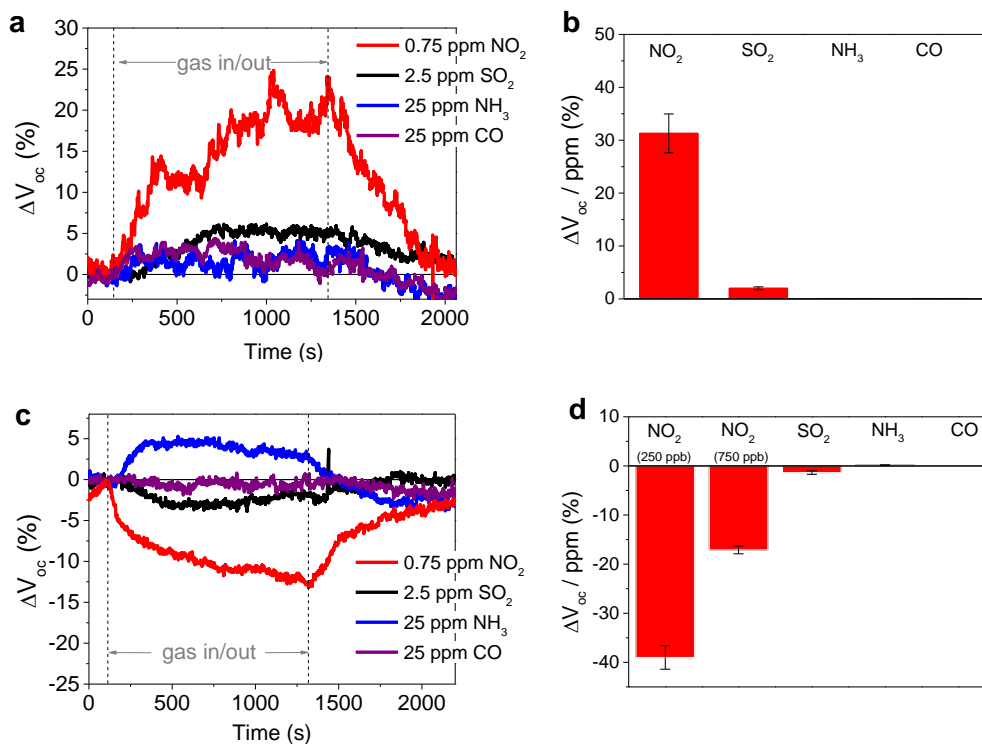 a
30
25
20
15
10
5
0
ΔV_oc (%)
gas in/out
0.75 ppm NO₂
2.5 ppm SO₂
25 ppm NH₃
25 ppm CO
0 500 1000 1500 2000
Time (s)
b
50
40
30
20
10
0
ΔV_oc / ppm (%)
NO₂ SO₂ NH₃ CO
c
5
0
-5
-10
-15
-20
-25
ΔV_oc (%)
0.75 ppm NO₂
2.5 ppm SO₂
25 ppm NH₃
25 ppm CO
gas in/out
0 500 1000 1500 2000
Time (s)
d
10
0
-10
-20
-30
-40
ΔV_oc / ppm (%)
NO₂ NO₂ SO₂ NH₃ CO
(250 ppb) (750 ppb)